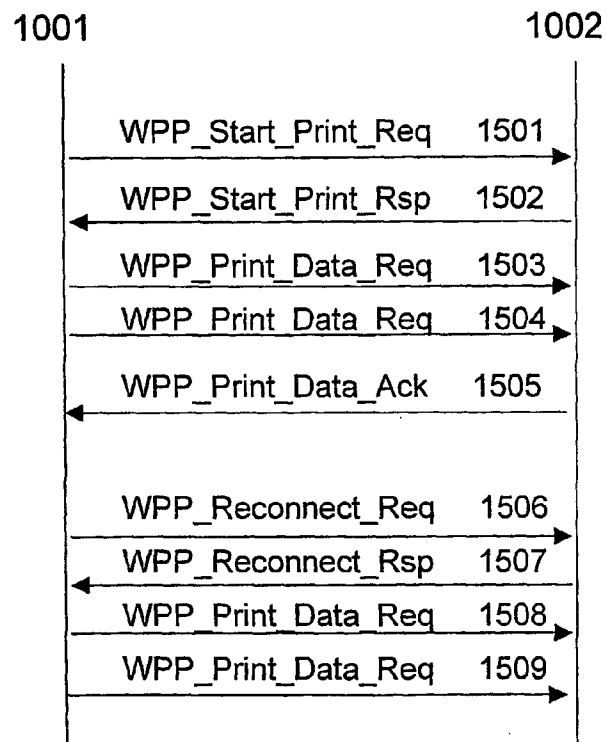 1001 1002
WPP_Start_Print_Req 1501
WPP_Start_Print_Rsp 1502
WPP_Print_Data_Req 1503
WPP_Print_Data_Req 1504
WPP_Print_Data_Ack 1505
WPP_Reconnect_Req 1506
WPP_Reconnect_Rsp 1507
WPP_Print_Data_Req 1508
WPP_Print_Data_Req 1509